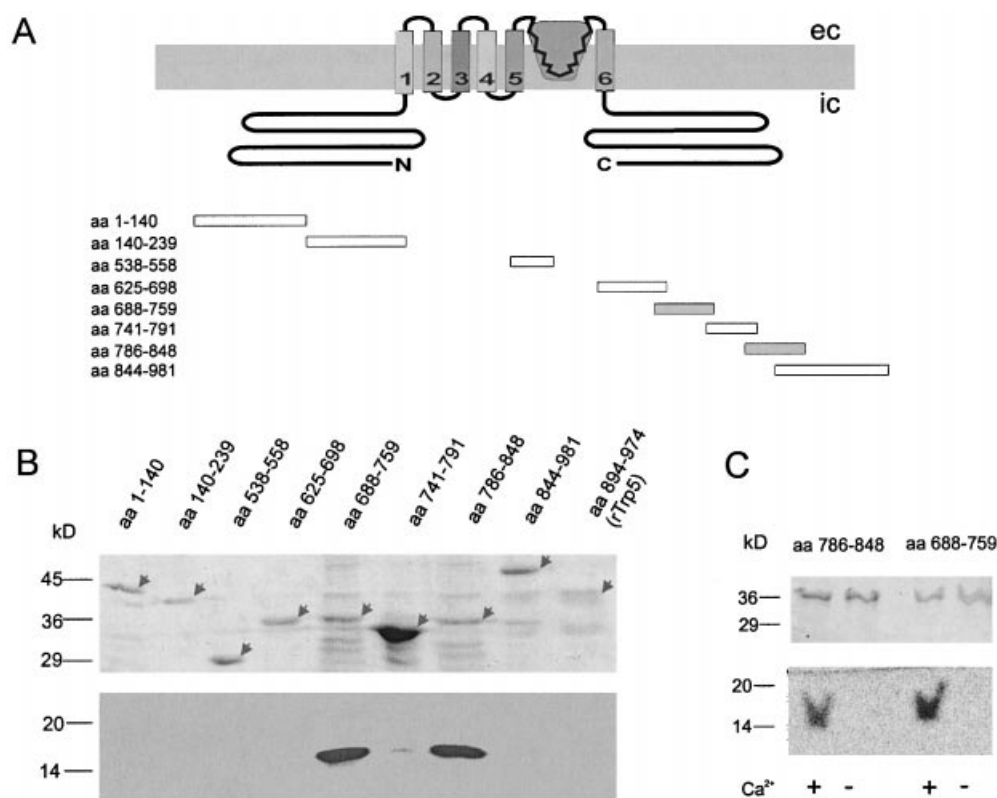 A
ec
1 2 3 4 5 6
ic
N
C
aa 1-140
aa 140-239
aa 538-558
aa 625-698
aa 688-759
aa 741-791
aa 786-848
aa 844-981
B
aa 1-140
aa 140-239
aa 538-558
aa 625-698
aa 688-759
aa 741-791
aa 786-848
aa 844-981
aa 894-974
(rTrp5)
kD
45
36
29
20
14
C
kD
aa 786-848 aa 688-759
36
29
20
14
Ca²⁺ + - + -